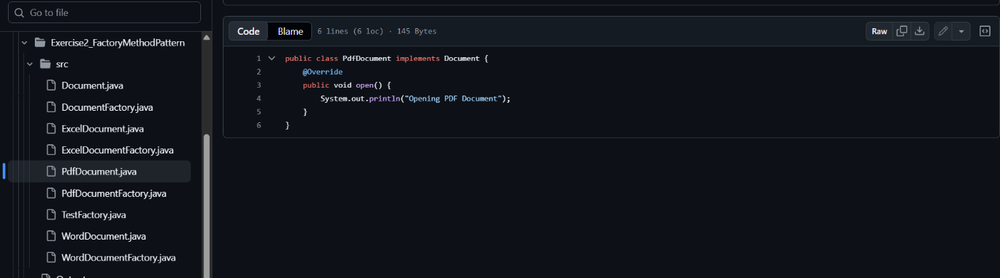 Go to file
Exercise2_FactoryMethodPattern
src
Document.java
DocumentFactory.java
ExcelDocument.java
ExcelDocumentFactory.java
PdfDocument.java
PdfDocumentFactory.java
TestFactory.java
WordDocument.java
WordDocumentFactory.java
Code Blame 6 lines (6 loc) · 145 Bytes Raw
1 public class PdfDocument implements Document {
2 @Override
3 public void open() {
4 System.out.println("Opening PDF Document");
5 }
6 }